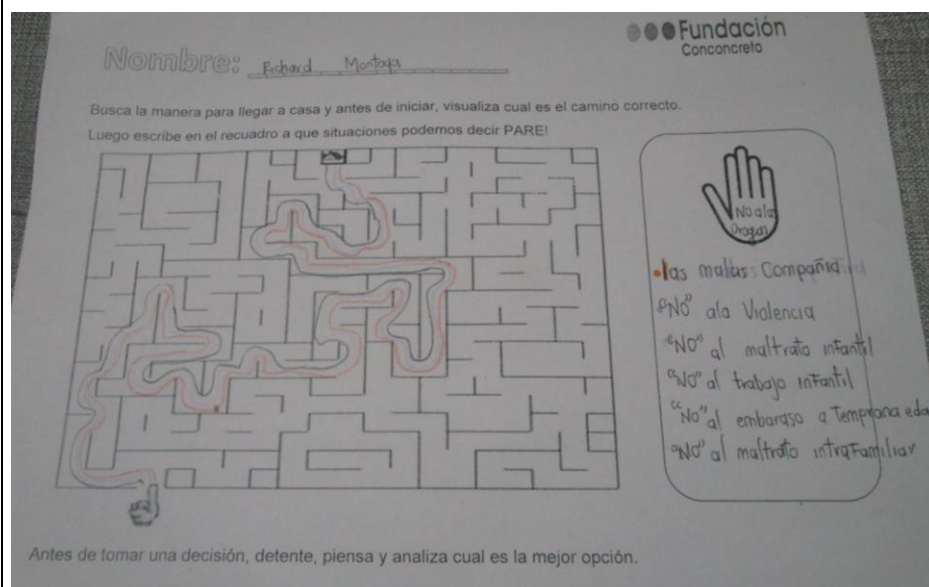 Fundación
Conconcreto
Nombre: Richard Montoya
Busca la manera para llegar a casa y antes de iniciar, visualiza cual es el camino correcto.
Luego escribe en el recuadro a que situaciones podemos decir PARE!
No ala
Drogas
las malas Compañia
"NO" ala Violencia
"NO" al maltrato infantil
"NO" al trabajo inFantil
"No" al embaraso a Temprana eda
"NO" al maltrato intraFamiliar
Antes de tomar una decisión, detente, piensa y analiza cual es la mejor opción.